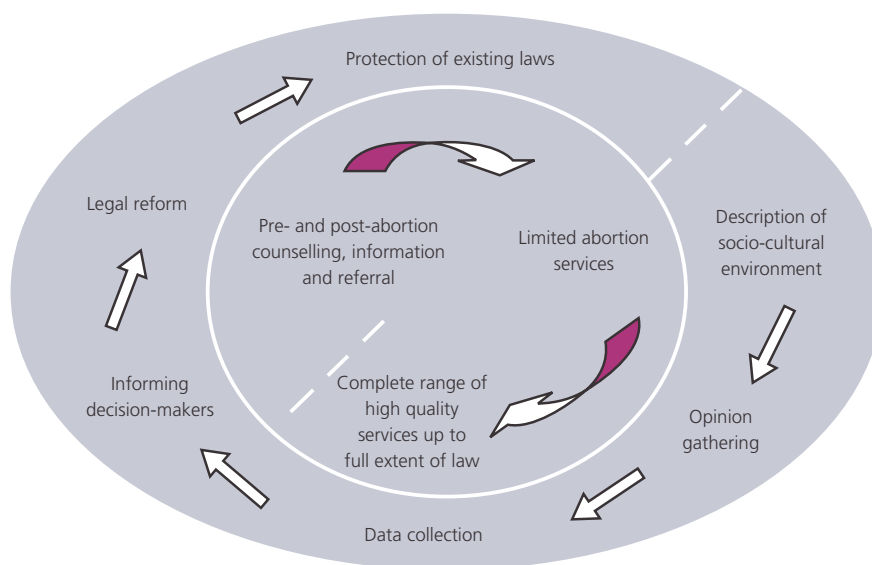 Protection of existing laws
Legal reform
Pre- and post-abortion
counselling, information
and referral
Limited abortion
services
Description of
socio-cultural
environment
Informing
decision-makers
Complete range of
high quality
services up to
full extent of law
Opinion
gathering
Data collection